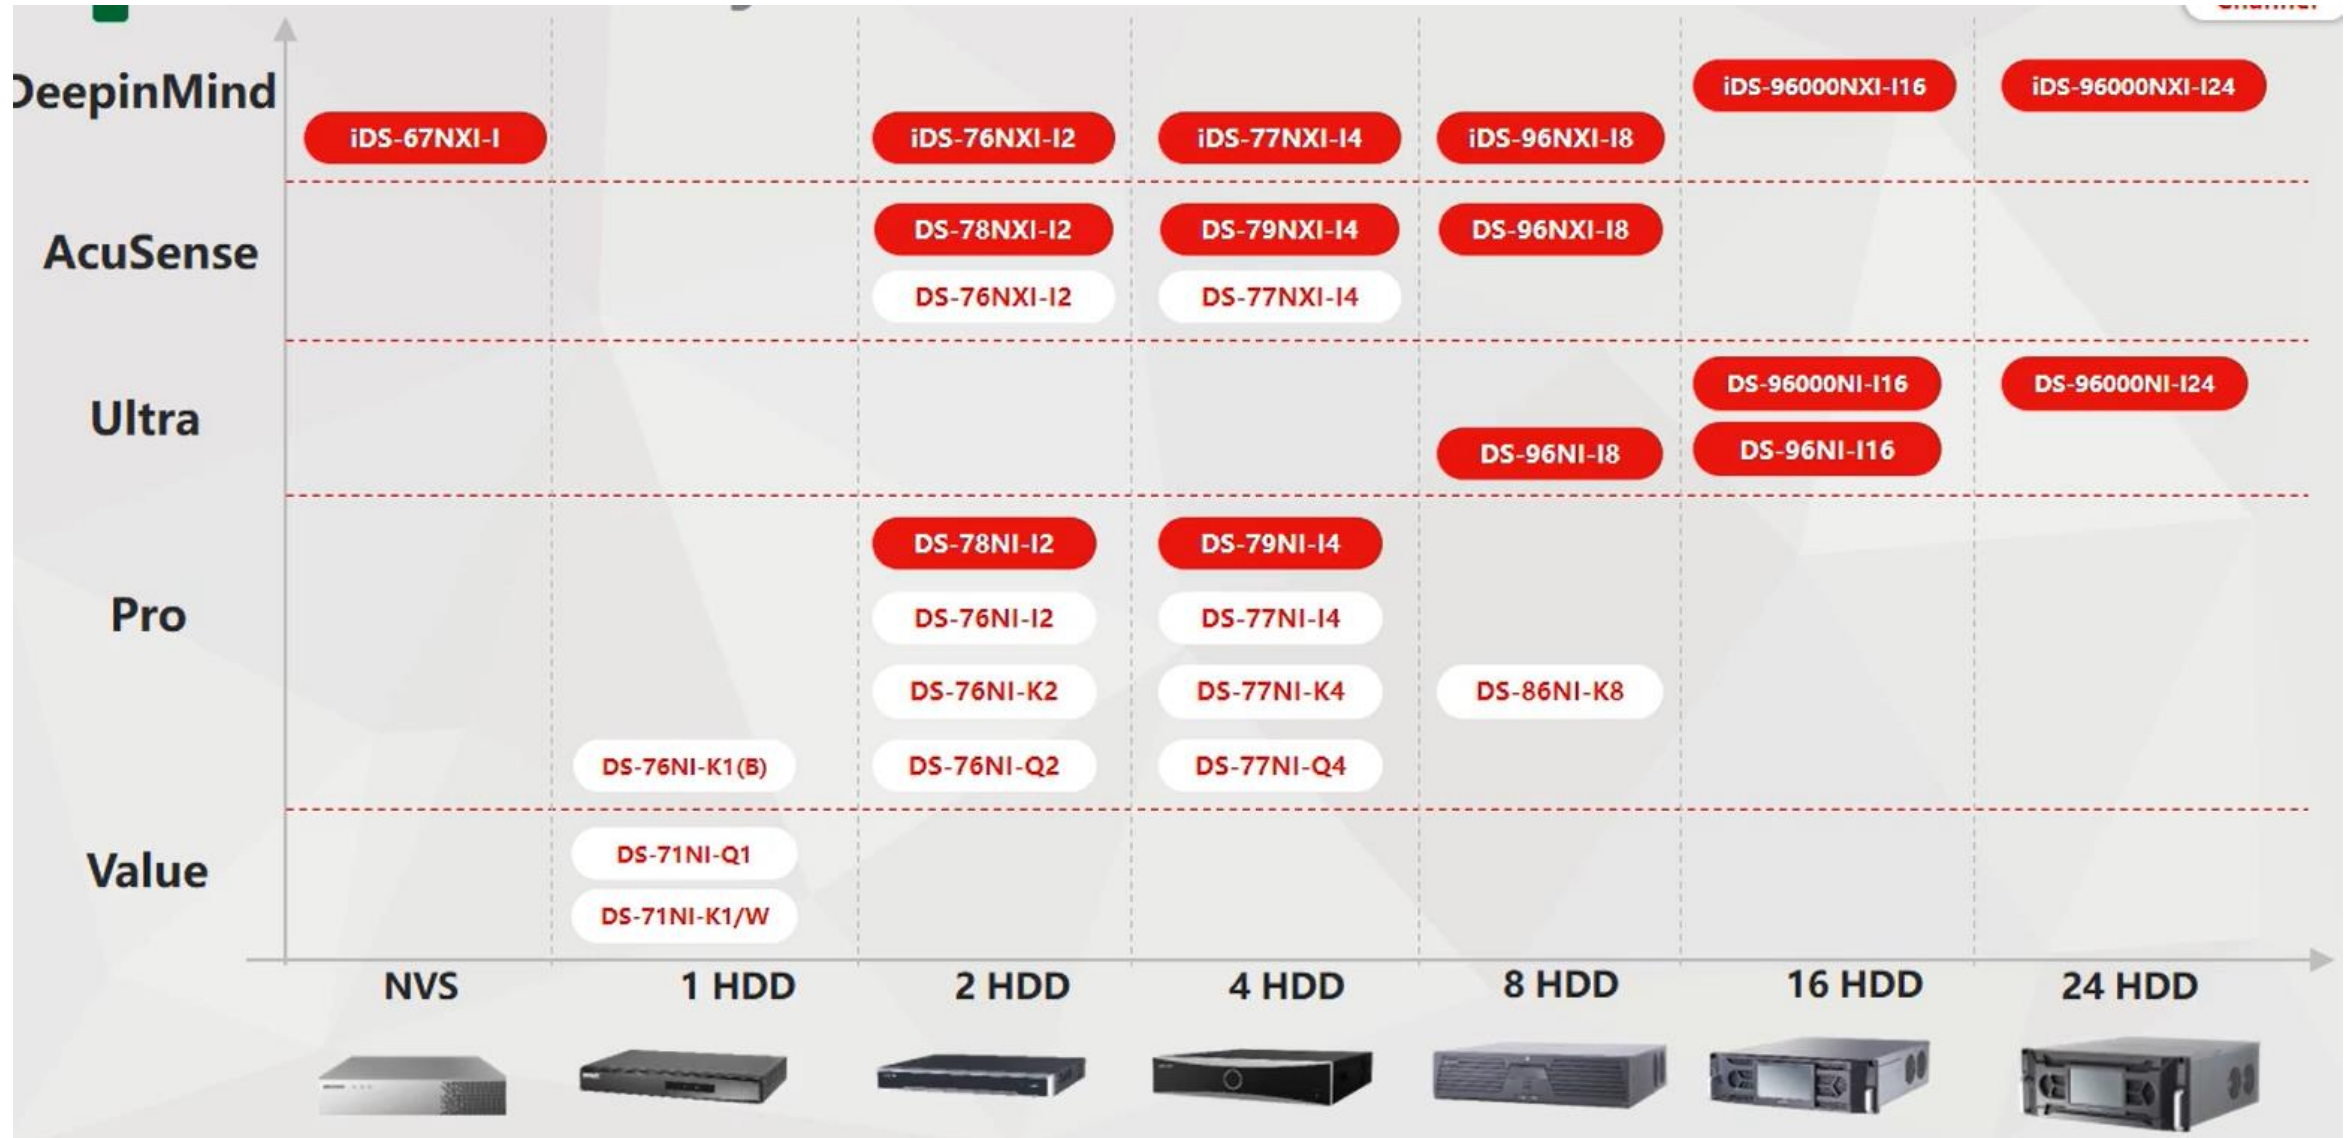 DeepinMind
iDS-96000NXI-I16
iDS-96000NXI-I24
iDS-67NXI-I
iDS-76NXI-I2
iDS-77NXI-I4
iDS-96NXI-I8
AcuSense
DS-78NXI-I2
DS-79NXI-I4
DS-96NXI-I8
DS-76NXI-I2
DS-77NXI-I4
Ultra
DS-96000NI-I16
DS-96000NI-I24
DS-96NI-I8
DS-96NI-I16
Pro
DS-78NI-I2
DS-79NI-I4
DS-76NI-I2
DS-77NI-I4
DS-76NI-K2
DS-77NI-K4
DS-86NI-K8
DS-76NI-K1(B)
DS-76NI-Q2
DS-77NI-Q4
Value
DS-71NI-Q1
DS-71NI-K1/W
NVS
1 HDD
2 HDD
4 HDD
8 HDD
16 HDD
24 HDD